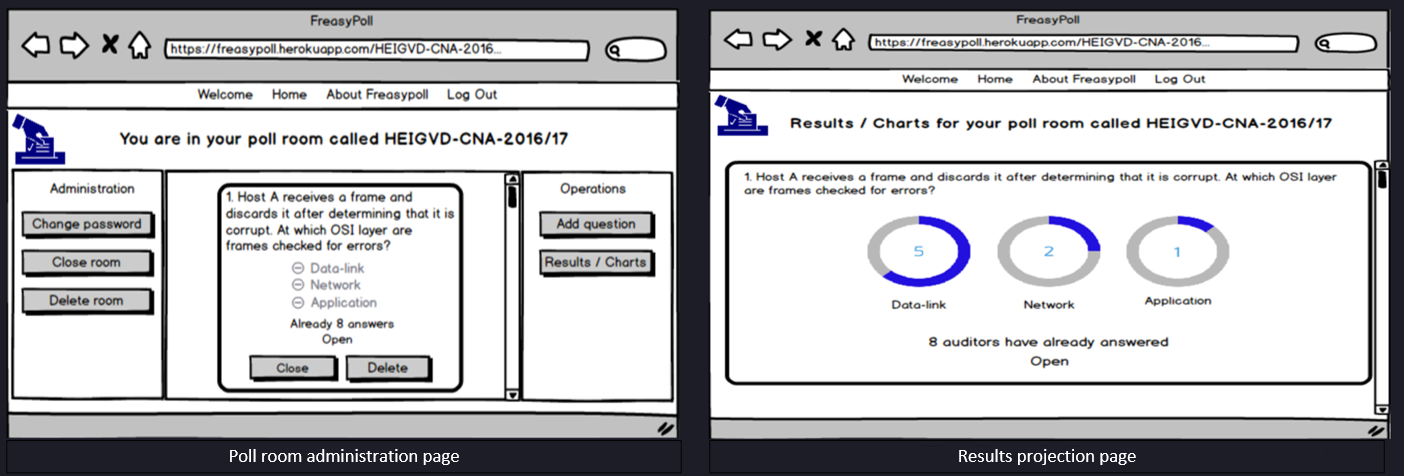 FreasyPoll
https://freasypoll.herokuapp.com/HEIGVD-CNA-2016...
Welcome Home About Freasypoll Log Out
You are in your poll room called HEIGVD-CNA-2016/17
Administration
Change password
Close room
Delete room
1. Host A receives a frame and
discards it after determining that it is
corrupt. At which OSI layer are
frames checked for errors?
Data-link
Network
Application
Already 8 answers
Open
Close Delete
Operations
Add question
Results / Charts
Poll room administration page
FreasyPoll
https://freasypoll.herokuapp.com/HEIGVD-CNA-2016...
Welcome Home About Freasypoll Log Out
Results / Charts for your poll room called HEIGVD-CNA-2016/17
1. Host A receives a frame and discards it after determining that it is corrupt. At which OSI layer
are frames checked for errors?
5 2 1
Data-link Network Application
8 auditors have already answered
Open
Results projection page